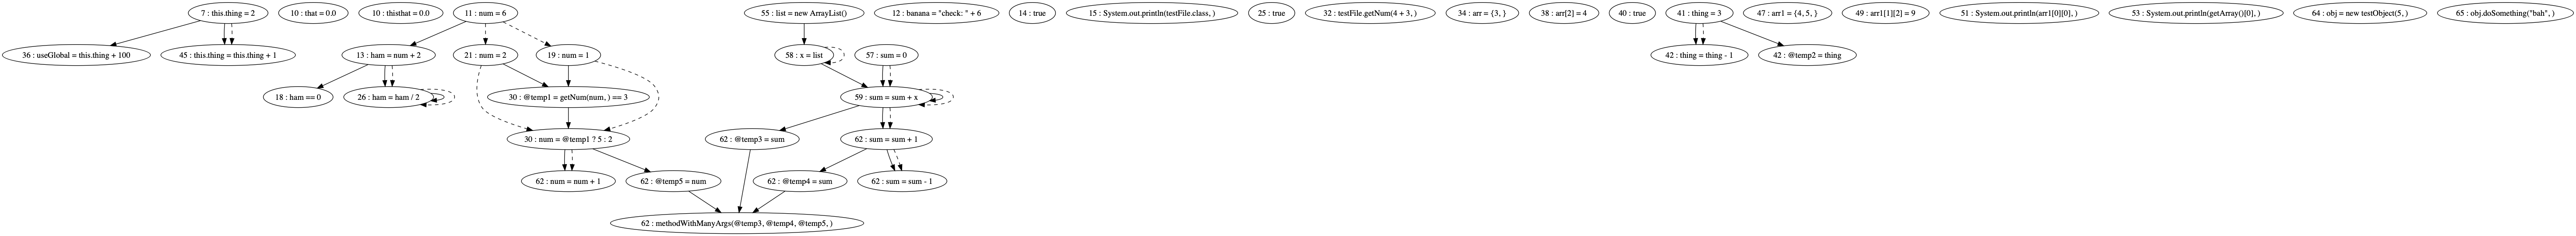 7 : this.thing = 2
10 : that = 0.0
10 : thisthat = 0.0
11 : num = 6
55 : list = new ArrayList()
12 : banana = "check: " + 6
14 : true
15 : System.out.println(testFile.class, )
25 : true
32 : testFile.getNum(4 + 3, )
34 : arr = {3, }
38 : arr[2] = 4
40 : true
41 : thing = 3
47 : arr1 = {4, 5, }
49 : arr1[1][2] = 9
51 : System.out.println(arr1[0][0], )
53 : System.out.println(getArray()[0], )
64 : obj = new testObject(5, )
65 : obj.doSomething("bah", )
36 : useGlobal = this.thing + 100
45 : this.thing = this.thing + 1
13 : ham = num + 2
21 : num = 2
19 : num = 1
58 : x = list
57 : sum = 0
42 : thing = thing - 1
42 : @temp2 = thing
18 : ham == 0
26 : ham = ham / 2
30 : @temp1 = getNum(num, ) == 3
59 : sum = sum + x
30 : num = @temp1 ? 5 : 2
62 : @temp3 = sum
62 : sum = sum + 1
62 : num = num + 1
62 : @temp5 = num
62 : @temp4 = sum
62 : sum = sum - 1
62 : methodWithManyArgs(@temp3, @temp4, @temp5, )